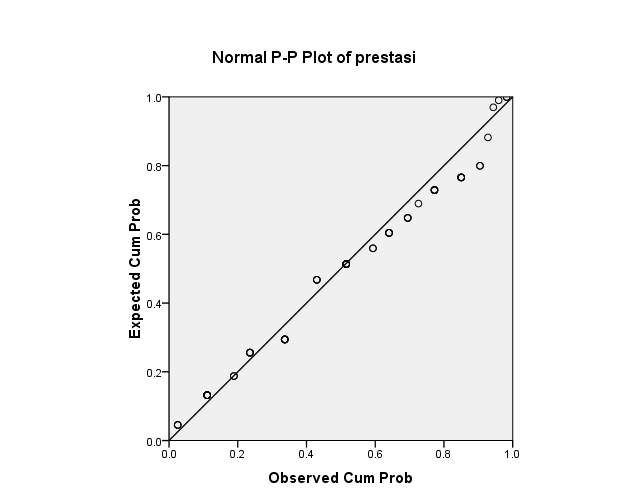 Normal P-P Plot of prestasi
1.0
0.8
0.6
0.4
0.2
0.0
Expected Cum Prob
0.0 0.2 0.4 0.6 0.8 1.0
Observed Cum Prob